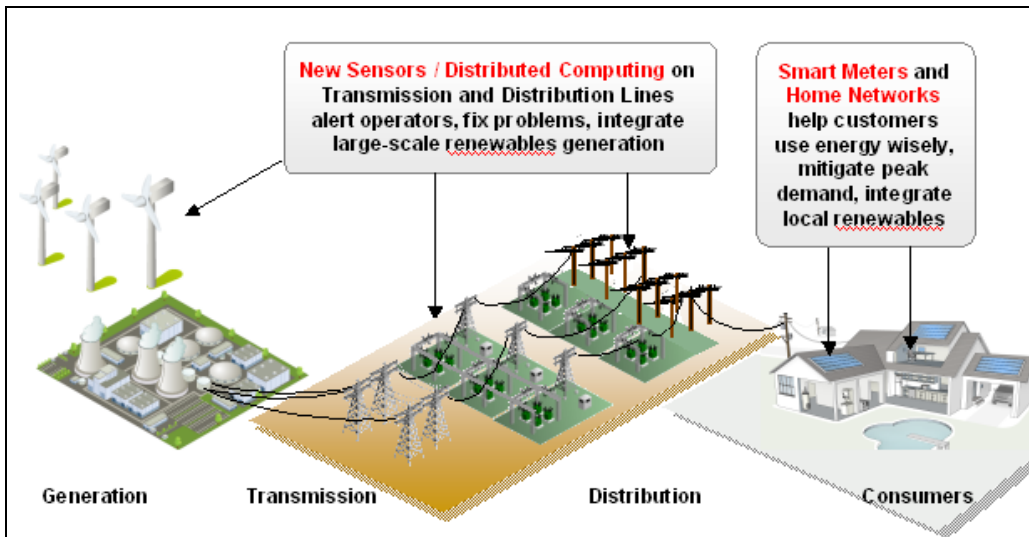 New Sensors / Distributed Computing on
Transmission and Distribution Lines
alert operators, fix problems, integrate
large-scale renewables generation
Smart Meters and
Home Networks
help customers
use energy wisely,
mitigate peak
demand, integrate
local renewables
Generation
Transmission
Distribution
Consumers